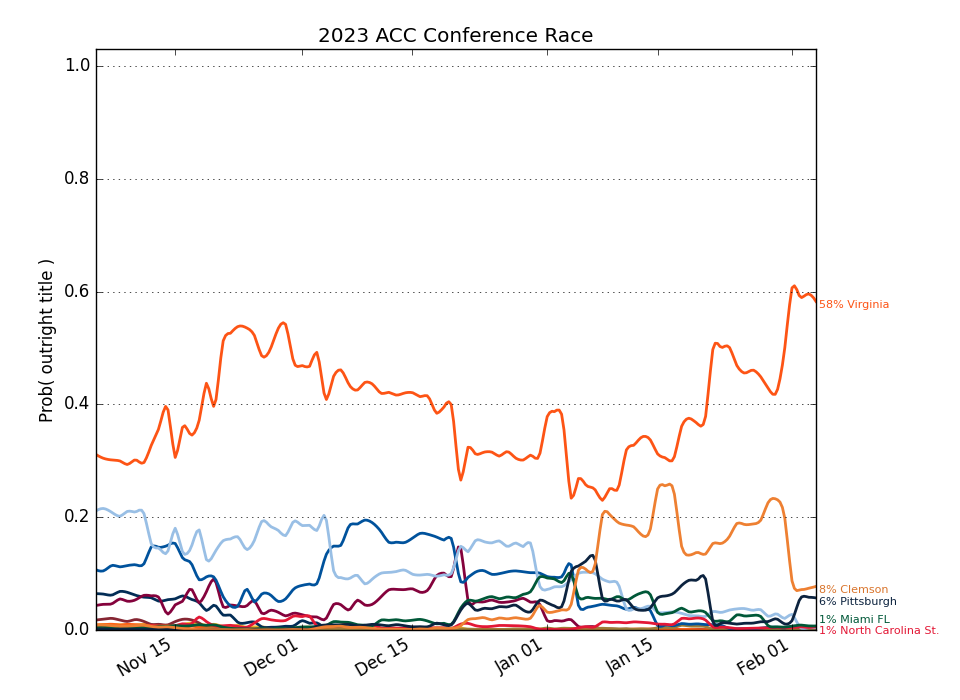 2023 ACC Conference Race
Prob( outright title )
1.0
0.8
0.6
0.4
0.2
0.0
58% Virginia
8% Clemson
6% Pittsburgh
1% Miami FL
1% North Carolina St.
Nov 15
Dec 01
Dec 15
Jan 01
Jan 15
Feb 01